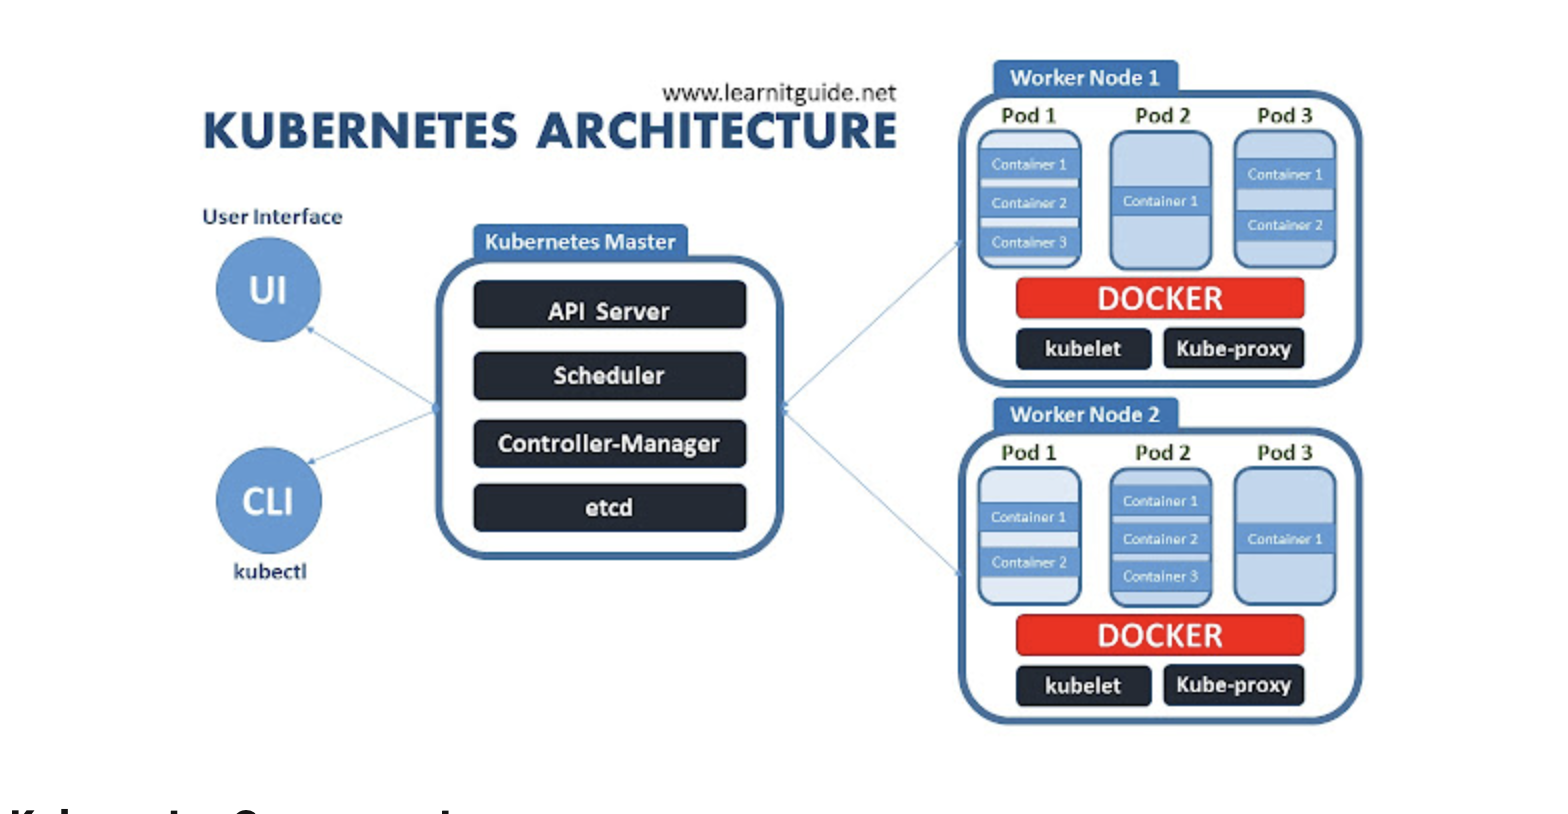 www.learnitguide.net
KUBERNETES ARCHITECTURE
User Interface
UI
CLI
kubectl
Kubernetes Master
API Server
Scheduler
Controller-Manager
etcd
Worker Node 1
Pod 1
Container 1
Container 2
Container 3
Pod 2
Container 1
Pod 3
Container 1
Container 2
DOCKER
kubelet
Kube-proxy
Worker Node 2
Pod 1
Container 1
Container 2
Pod 2
Container 1
Container 2
Container 3
Pod 3
Container 1
DOCKER
kubelet
Kube-proxy